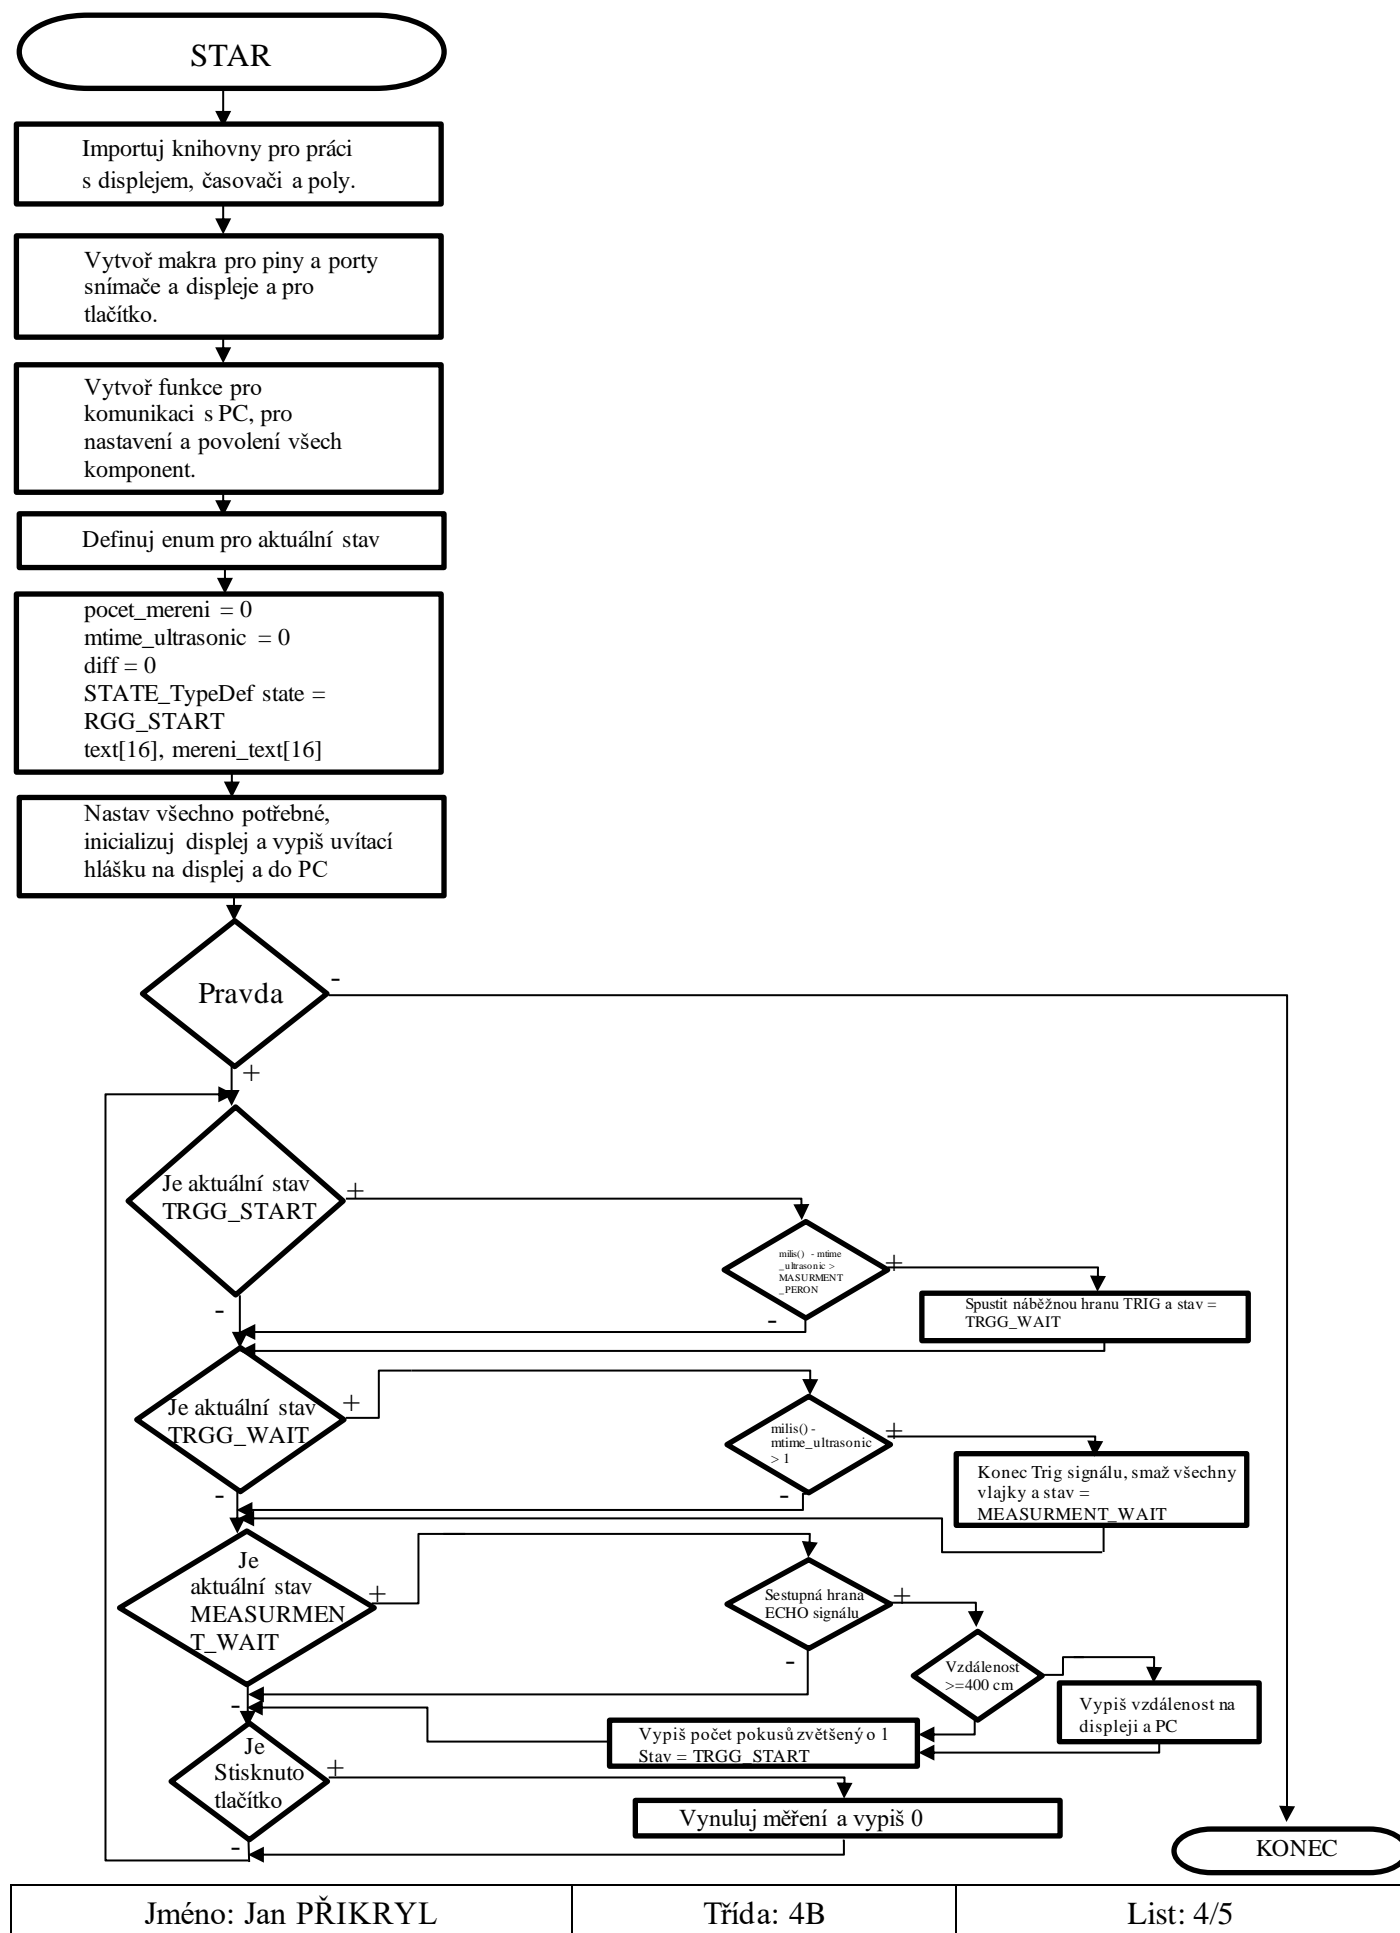 STAR
Importuj knihovny pro práci
s displejem, časovači a poly.
Vytvoř makra pro piny a porty
snímače a displeje a pro
tlačítko.
Vytvoř funkce pro
komunikaci s PC, pro
nastavení a povolení všech
komponent.
Definuj enum pro aktuální stav
pocet_mereni = 0
mtime_ultrasonic = 0
diff = 0
STATE_TypeDef state =
RGG_START
text[16], mereni_text[16]
Nastav všechno potřebné,
inicializuj displej a vypiš uvítací
hlášku na displej a do PC
Pravda
-
+
Je aktuální stav
TRGG_START
+
-
milis() - mtime
_ultrasonic >
MASURMENT
_PERON
+
-
Spustit náběžnou hranu TRIG a stav =
TRGG_WAIT
Je aktuální stav
TRGG_WAIT
+
-
milis() -
mtime_ultrasonic
> 1
+
-
Konec Trig signálu, smaž všechny
vlajky a stav =
MEASURMENT_WAIT
Je
aktuální stav
MEASURMEN
T_WAIT
+
-
Sestupná hrana
ECHO signálu
+
-
Vzdálenost
>=400 cm
-
Vypiš vzdálenost na
displeji a PC
Vypiš počet pokusů zvětšený o 1
Stav = TRGG_START
Je
Stisknuto
tlačítko
+
-
Vynuluj měření a vypiš 0
KONEC
Jméno: Jan PŘIKRYL
Třída: 4B
List: 4/5